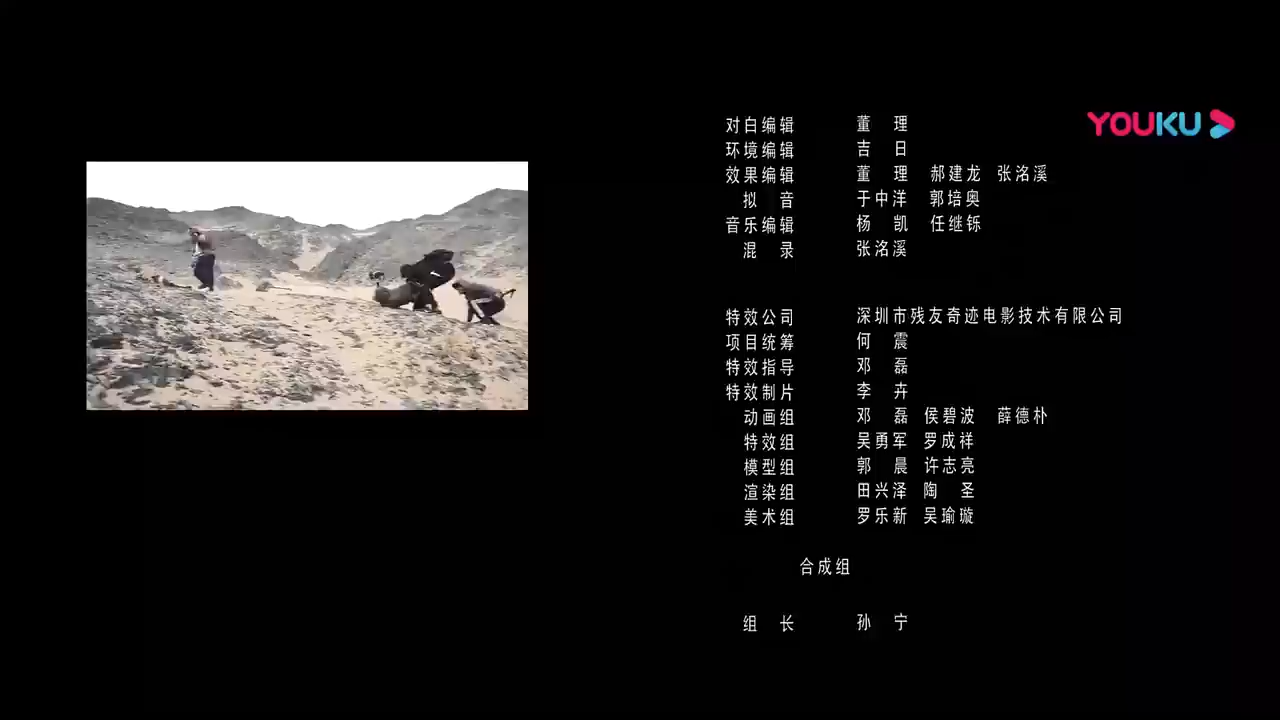 YOUKU
对白编辑 董 理
环境编辑 吉 日
效果编辑 董 理 郝建龙 张洺溪
拟 音 于中洋 郭培奥
音乐编辑 杨 凯 任继铄
混 录 张洺溪
特效公司 深圳市残友奇迹电影技术有限公司
项目统筹 何 震
特效指导 邓 磊
特效制片 李 卉
动画组 邓 磊 侯碧波 薛德朴
特效组 吴勇军 罗成祥
模型组 郭 晨 许志亮
渲染组 田兴泽 陶 圣
美术组 罗乐新 吴瑜璇
合成组
组 长 孙 宁